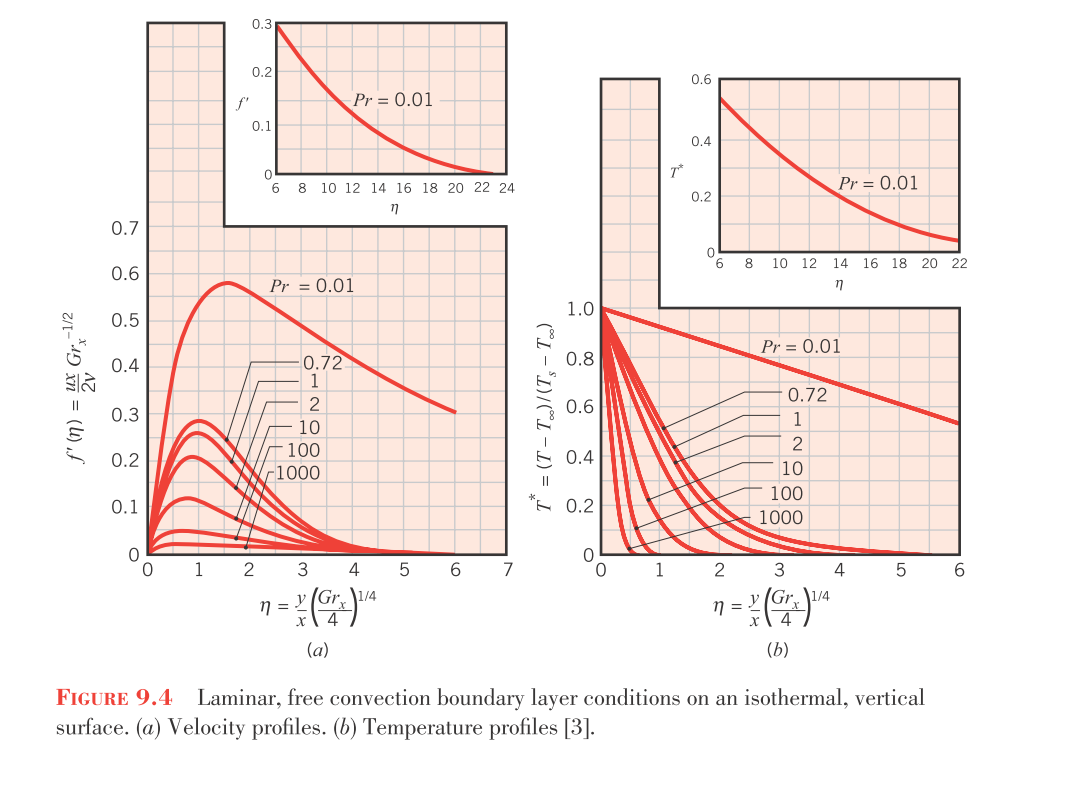 0.3
0.2
f′
Pr = 0.01
0.1
0
6 8 10 12 14 16 18 20 22 24
η
0.7
0.6
0.5
0.4
0.3
0.2
0.1
0
f′(η) = ux/2ν Grx−1/2
Pr = 0.01
0.72
1
2
10
100
1000
0 1 2 3 4 5 6 7
η = y/x (Grx/4)1/4
(a)
0.6
0.4
T*
Pr = 0.01
0.2
0
6 8 10 12 14 16 18 20 22
η
1.0
0.8
0.6
0.4
0.2
0
T* = (T − T∞)/(Ts − T∞)
Pr = 0.01
0.72
1
2
10
100
1000
0 1 2 3 4 5 6
η = y/x (Grx/4)1/4
(b)
FIGURE 9.4 Laminar, free convection boundary layer conditions on an isothermal, vertical
surface. (a) Velocity profiles. (b) Temperature profiles [3].